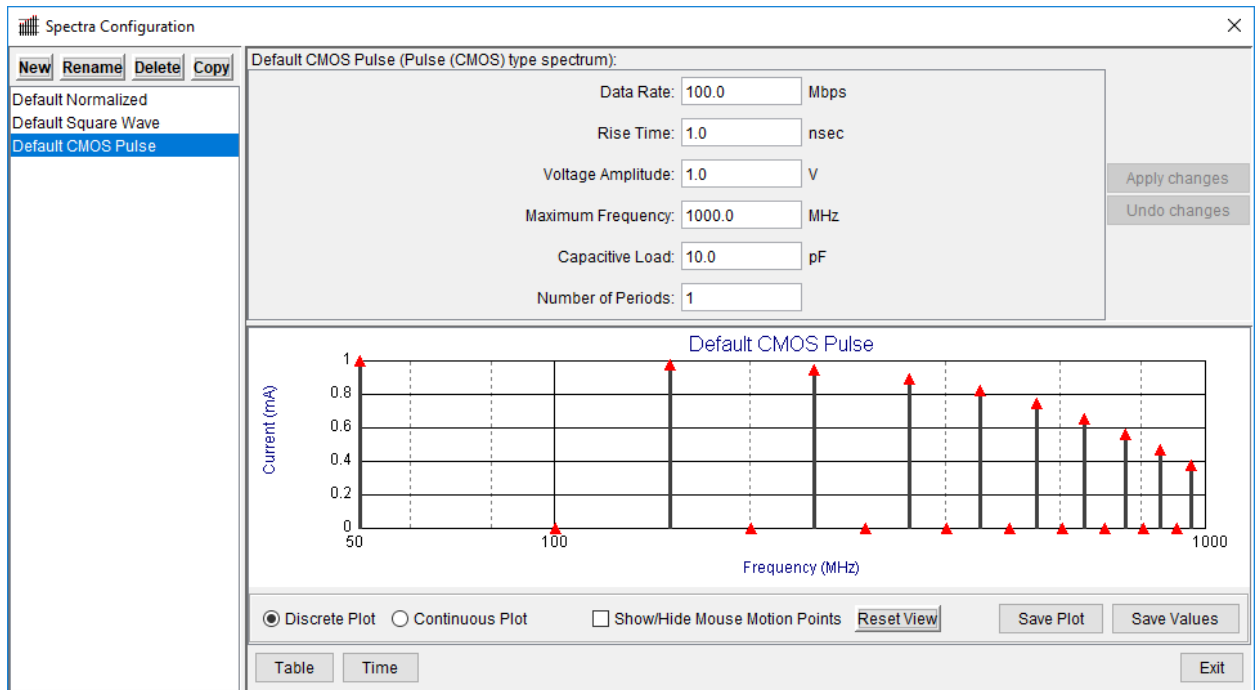 Spectra Configuration
New Rename Delete Copy
Default Normalized
Default Square Wave
Default CMOS Pulse
Default CMOS Pulse (Pulse (CMOS) type spectrum):
Data Rate: 100.0 Mbps
Rise Time: 1.0 nsec
Voltage Amplitude: 1.0 V
Maximum Frequency: 1000.0 MHz
Capacitive Load: 10.0 pF
Number of Periods: 1
Apply changes
Undo changes
Default CMOS Pulse
Current (mA)
1
0.8
0.6
0.4
0.2
0
50 100 1000
Frequency (MHz)
Discrete Plot Continuous Plot Show/Hide Mouse Motion Points Reset View Save Plot Save Values
Table Time Exit